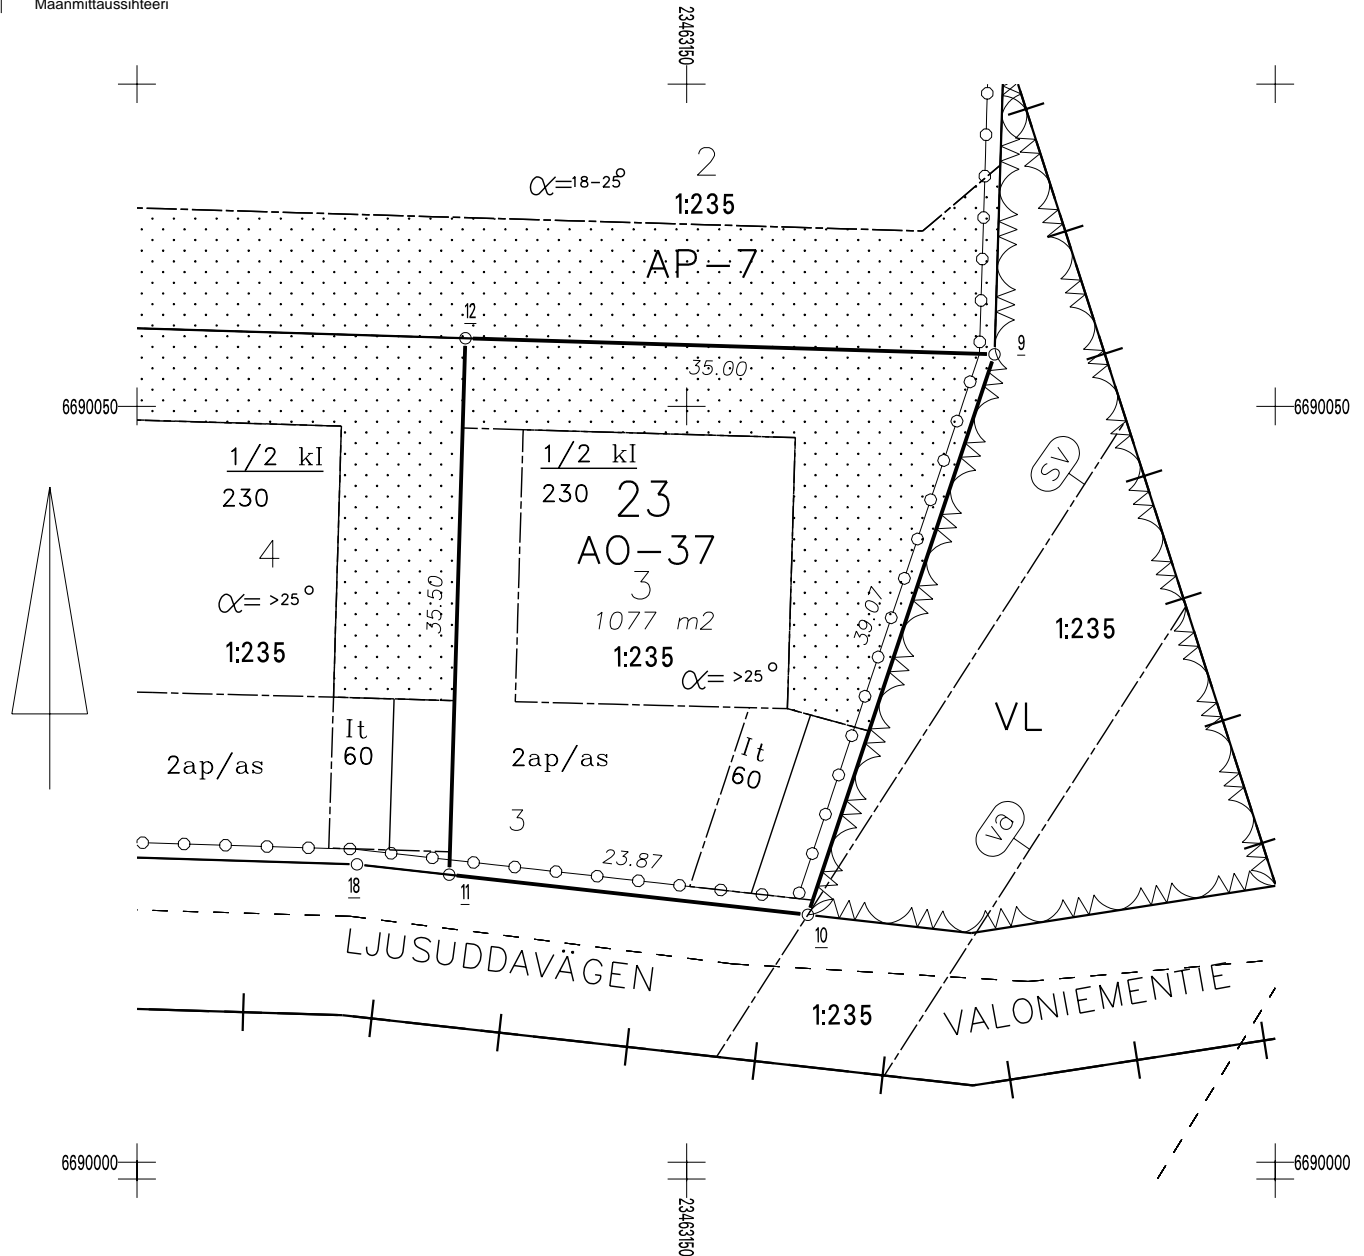 Maanmittaussihteeri
23463150
2
α=18-25°
1:235
AP-7
12
9
35.00
6690050
6690050
1/2 kI
230
4
α= >25°
1:235
1/2 kI
230
23
AO-37
3
1077 m2
1:235
α= >25°
35.50
39.07
sv
1:235
VL
It
60
2ap/as
2ap/as
It
60
va
3
23.87
18
11
10
LJUSUDDAVÄGEN
1:235
VALONIEMENTIE
6690000
6690000
23463150